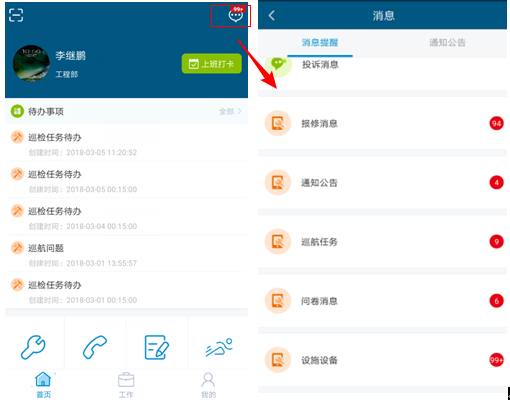 99+
李继鹏
工程部
上班打卡
待办事项
全部
巡检任务待办
创建时间：2018-03-05 11:20:52
巡检任务待办
创建时间：2018-03-05 00:15:00
巡检任务待办
创建时间：2018-03-04 00:15:00
巡航问题
创建时间：2018-03-01 13:55:57
巡检任务待办
创建时间：2018-03-01 00:15:00
首页
工作
我的
消息
消息提醒
通知公告
投诉消息
报修消息
94
通知公告
4
巡航任务
9
问卷消息
6
设施设备
99+